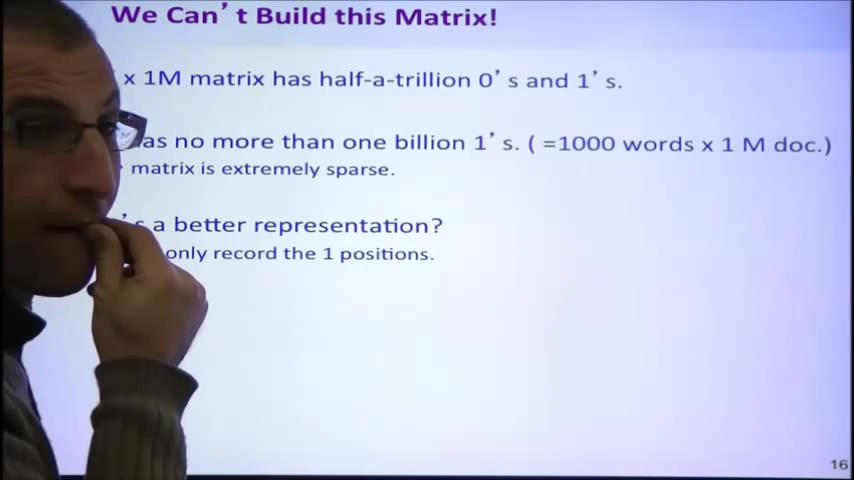 We Can't Build this Matrix!
x 1M matrix has half-a-trillion 0's and 1's.
as no more than one billion 1's. ( =1000 words x 1 M doc.)
matrix is extremely sparse.
's a better representation?
only record the 1 positions.
16